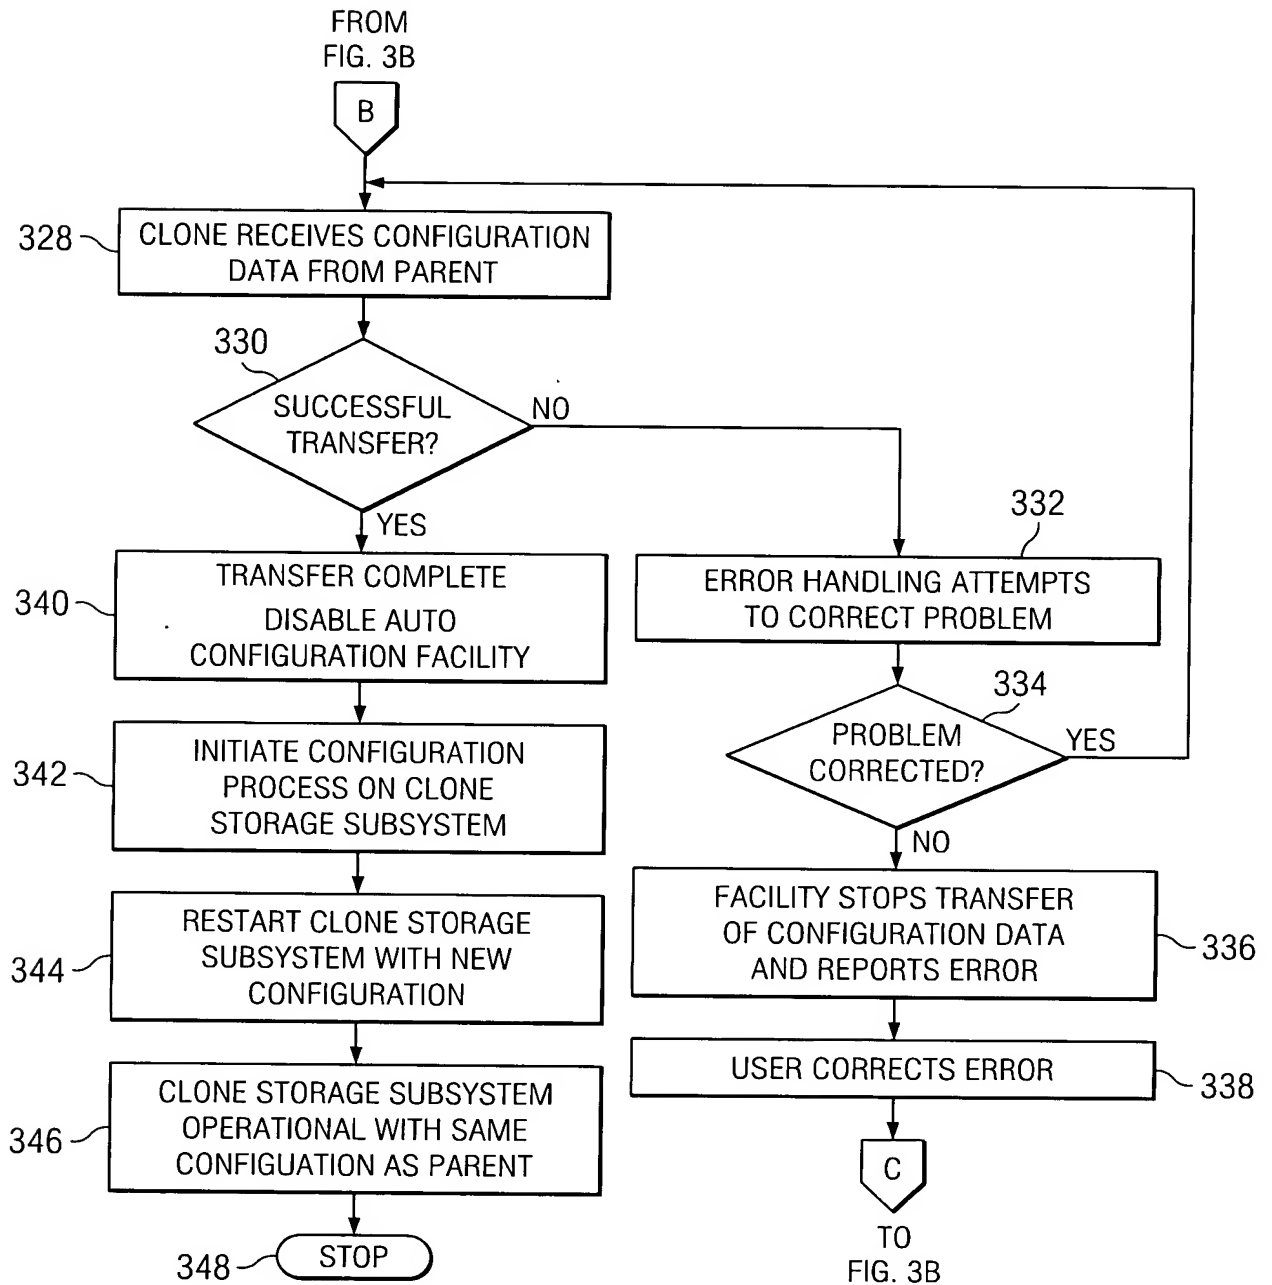 FROM
FIG. 3B
B
328
CLONE RECEIVES CONFIGURATION
DATA FROM PARENT
330
SUCCESSFUL
TRANSFER?
NO
YES
332
ERROR HANDLING ATTEMPTS
TO CORRECT PROBLEM
334
PROBLEM
CORRECTED?
YES
NO
336
FACILITY STOPS TRANSFER
OF CONFIGURATION DATA
AND REPORTS ERROR
338
USER CORRECTS ERROR
C
TO
FIG. 3B
340
TRANSFER COMPLETE
DISABLE AUTO
CONFIGURATION FACILITY
342
INITIATE CONFIGURATION
PROCESS ON CLONE
STORAGE SUBSYSTEM
344
RESTART CLONE STORAGE
SUBSYSTEM WITH NEW
CONFIGURATION
346
CLONE STORAGE SUBSYSTEM
OPERATIONAL WITH SAME
CONFIGUATION AS PARENT
348
STOP